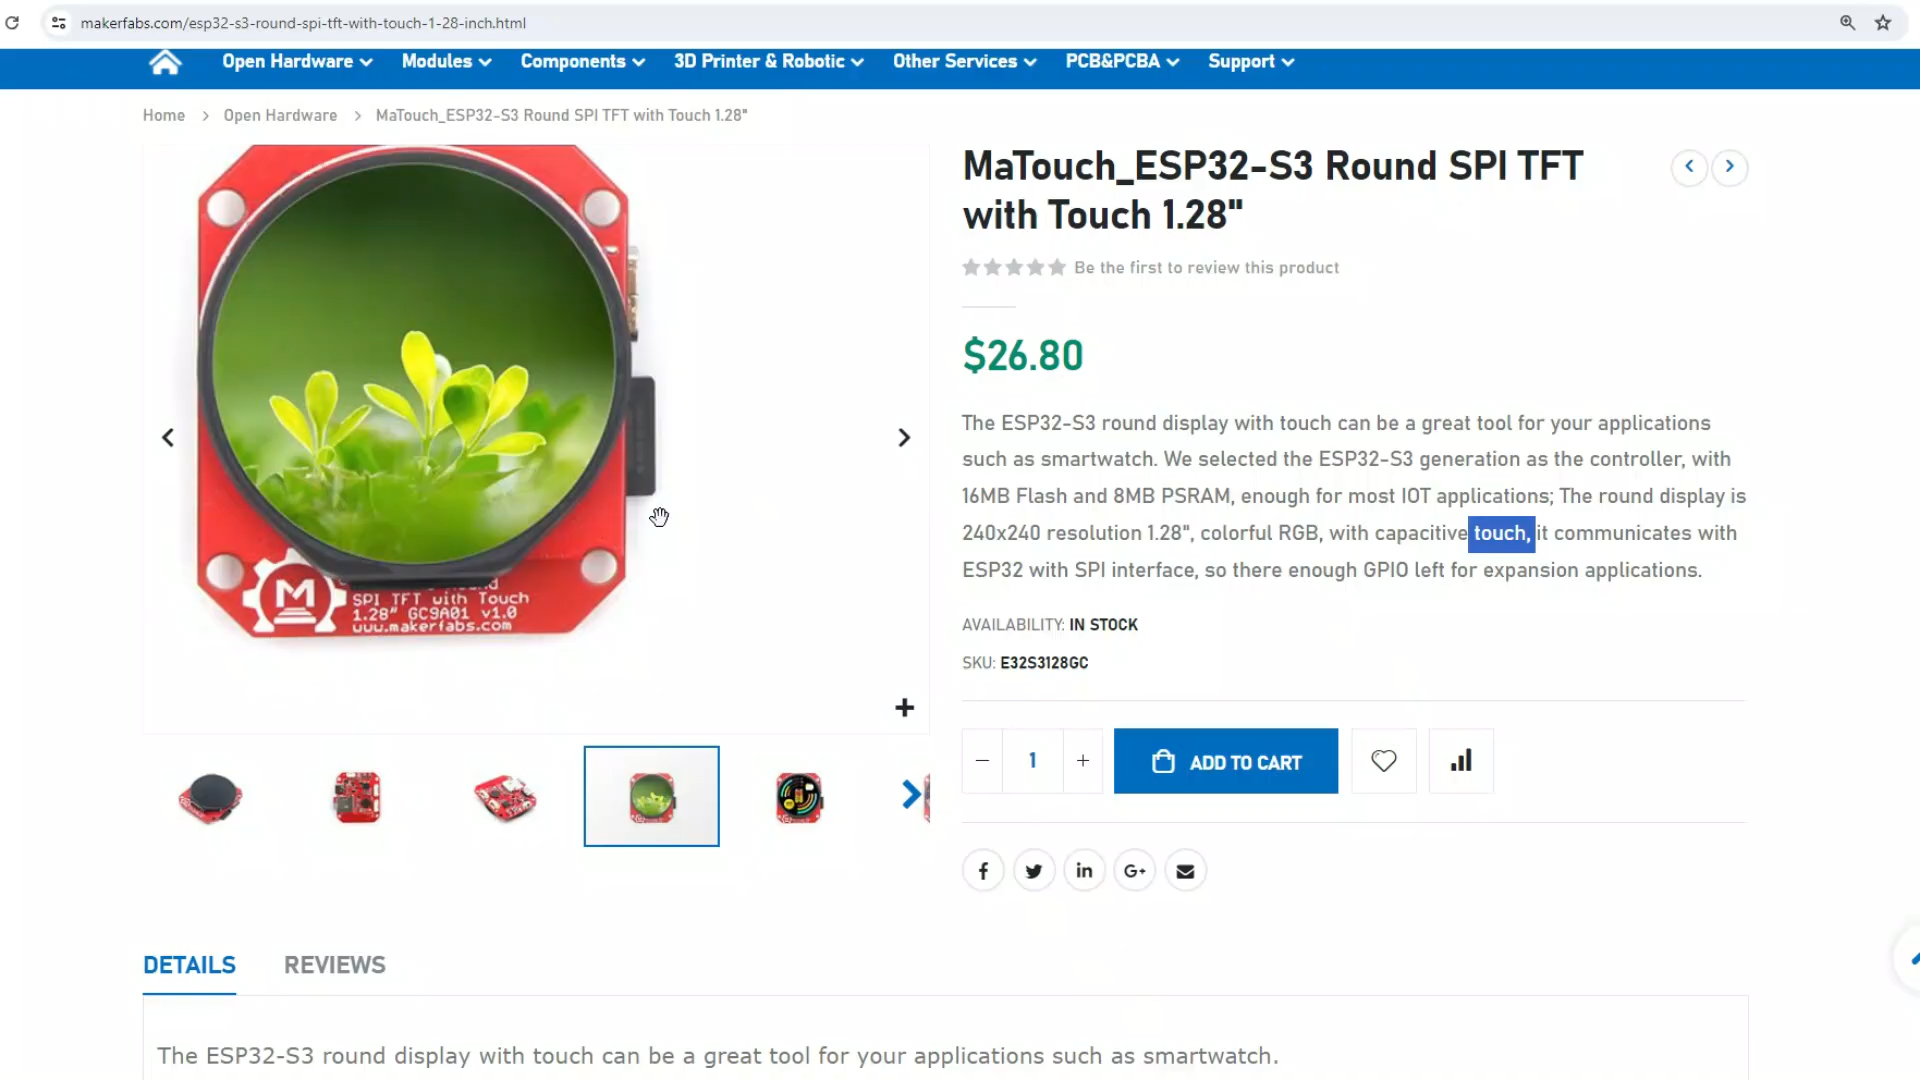 makerfabs.com/esp32-s3-round-spi-tft-with-touch-1-28-inch.html
Open Hardware
Modules
Components
3D Printer & Robotic
Other Services
PCB&PCBA
Support
Home > Open Hardware > MaTouch_ESP32-S3 Round SPI TFT with Touch 1.28"
MaTouch_ESP32-S3 Round SPI TFT
with Touch 1.28"
Be the first to review this product
$26.80
The ESP32-S3 round display with touch can be a great tool for your applications
such as smartwatch. We selected the ESP32-S3 generation as the controller, with
16MB Flash and 8MB PSRAM, enough for most IOT applications; The round display is
240x240 resolution 1.28", colorful RGB, with capacitive touch, it communicates with
ESP32 with SPI interface, so there enough GPIO left for expansion applications.
AVAILABILITY: IN STOCK
SKU: E32S3128GC
1
ADD TO CART
M
SPI TFT with Touch
1.28" GC9A01 v1.0
www.makerfabs.com
DETAILS
REVIEWS
The ESP32-S3 round display with touch can be a great tool for your applications such as smartwatch.